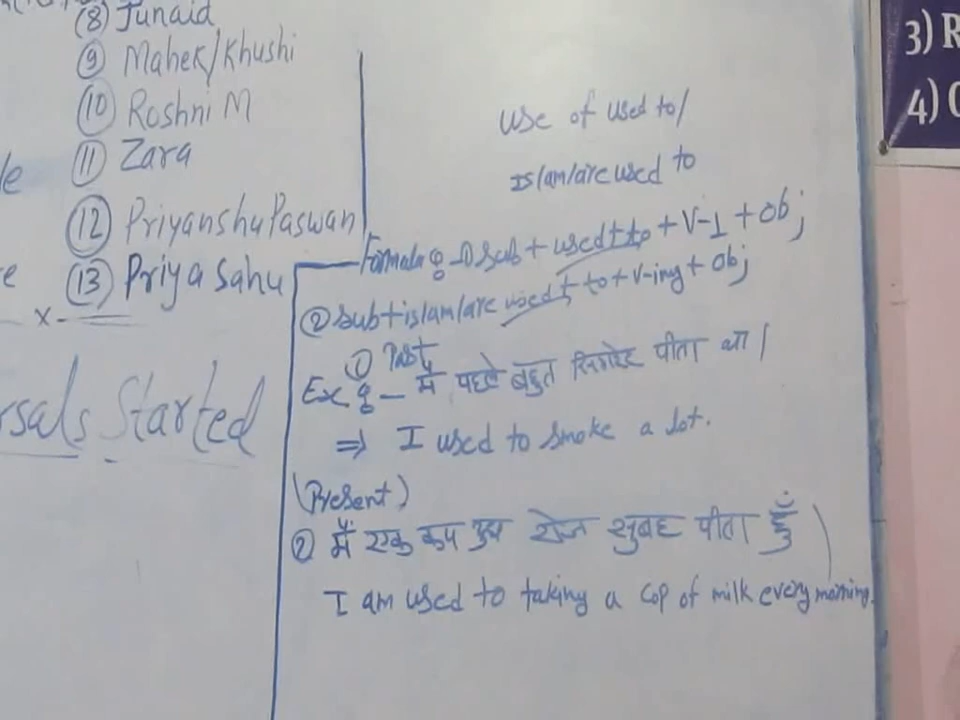 (8) Junaid
(9) Mahek/Khushi
(10) Roshni M
(11) Zara
(12) Priyanshu Paswan
(13) Priya Sahu
x-
rsals Started
use of used to/
Is/am/are used to
Formula :- ① Sub + used to + V-1 + Obj
② Sub + is/am/are used to + V-ing + Obj
① Past
Ex :- मैं पहले बहुत सिगरेट पीता था।
⇒ I used to smoke a lot.
(Present)
② मैं एक कप दुध रोज सुबह पीता हूँ
I am used to taking a cop of milk every morning.
3) R
4) C